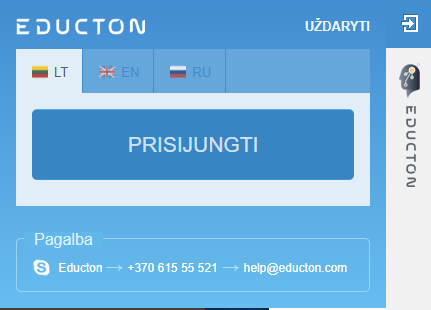 EDUCTON UŽDARYTI
LT EN RU
PRISIJUNGTI
Pagalba
Educton → +370 615 55 521 → help@educton.com
EDUCTON